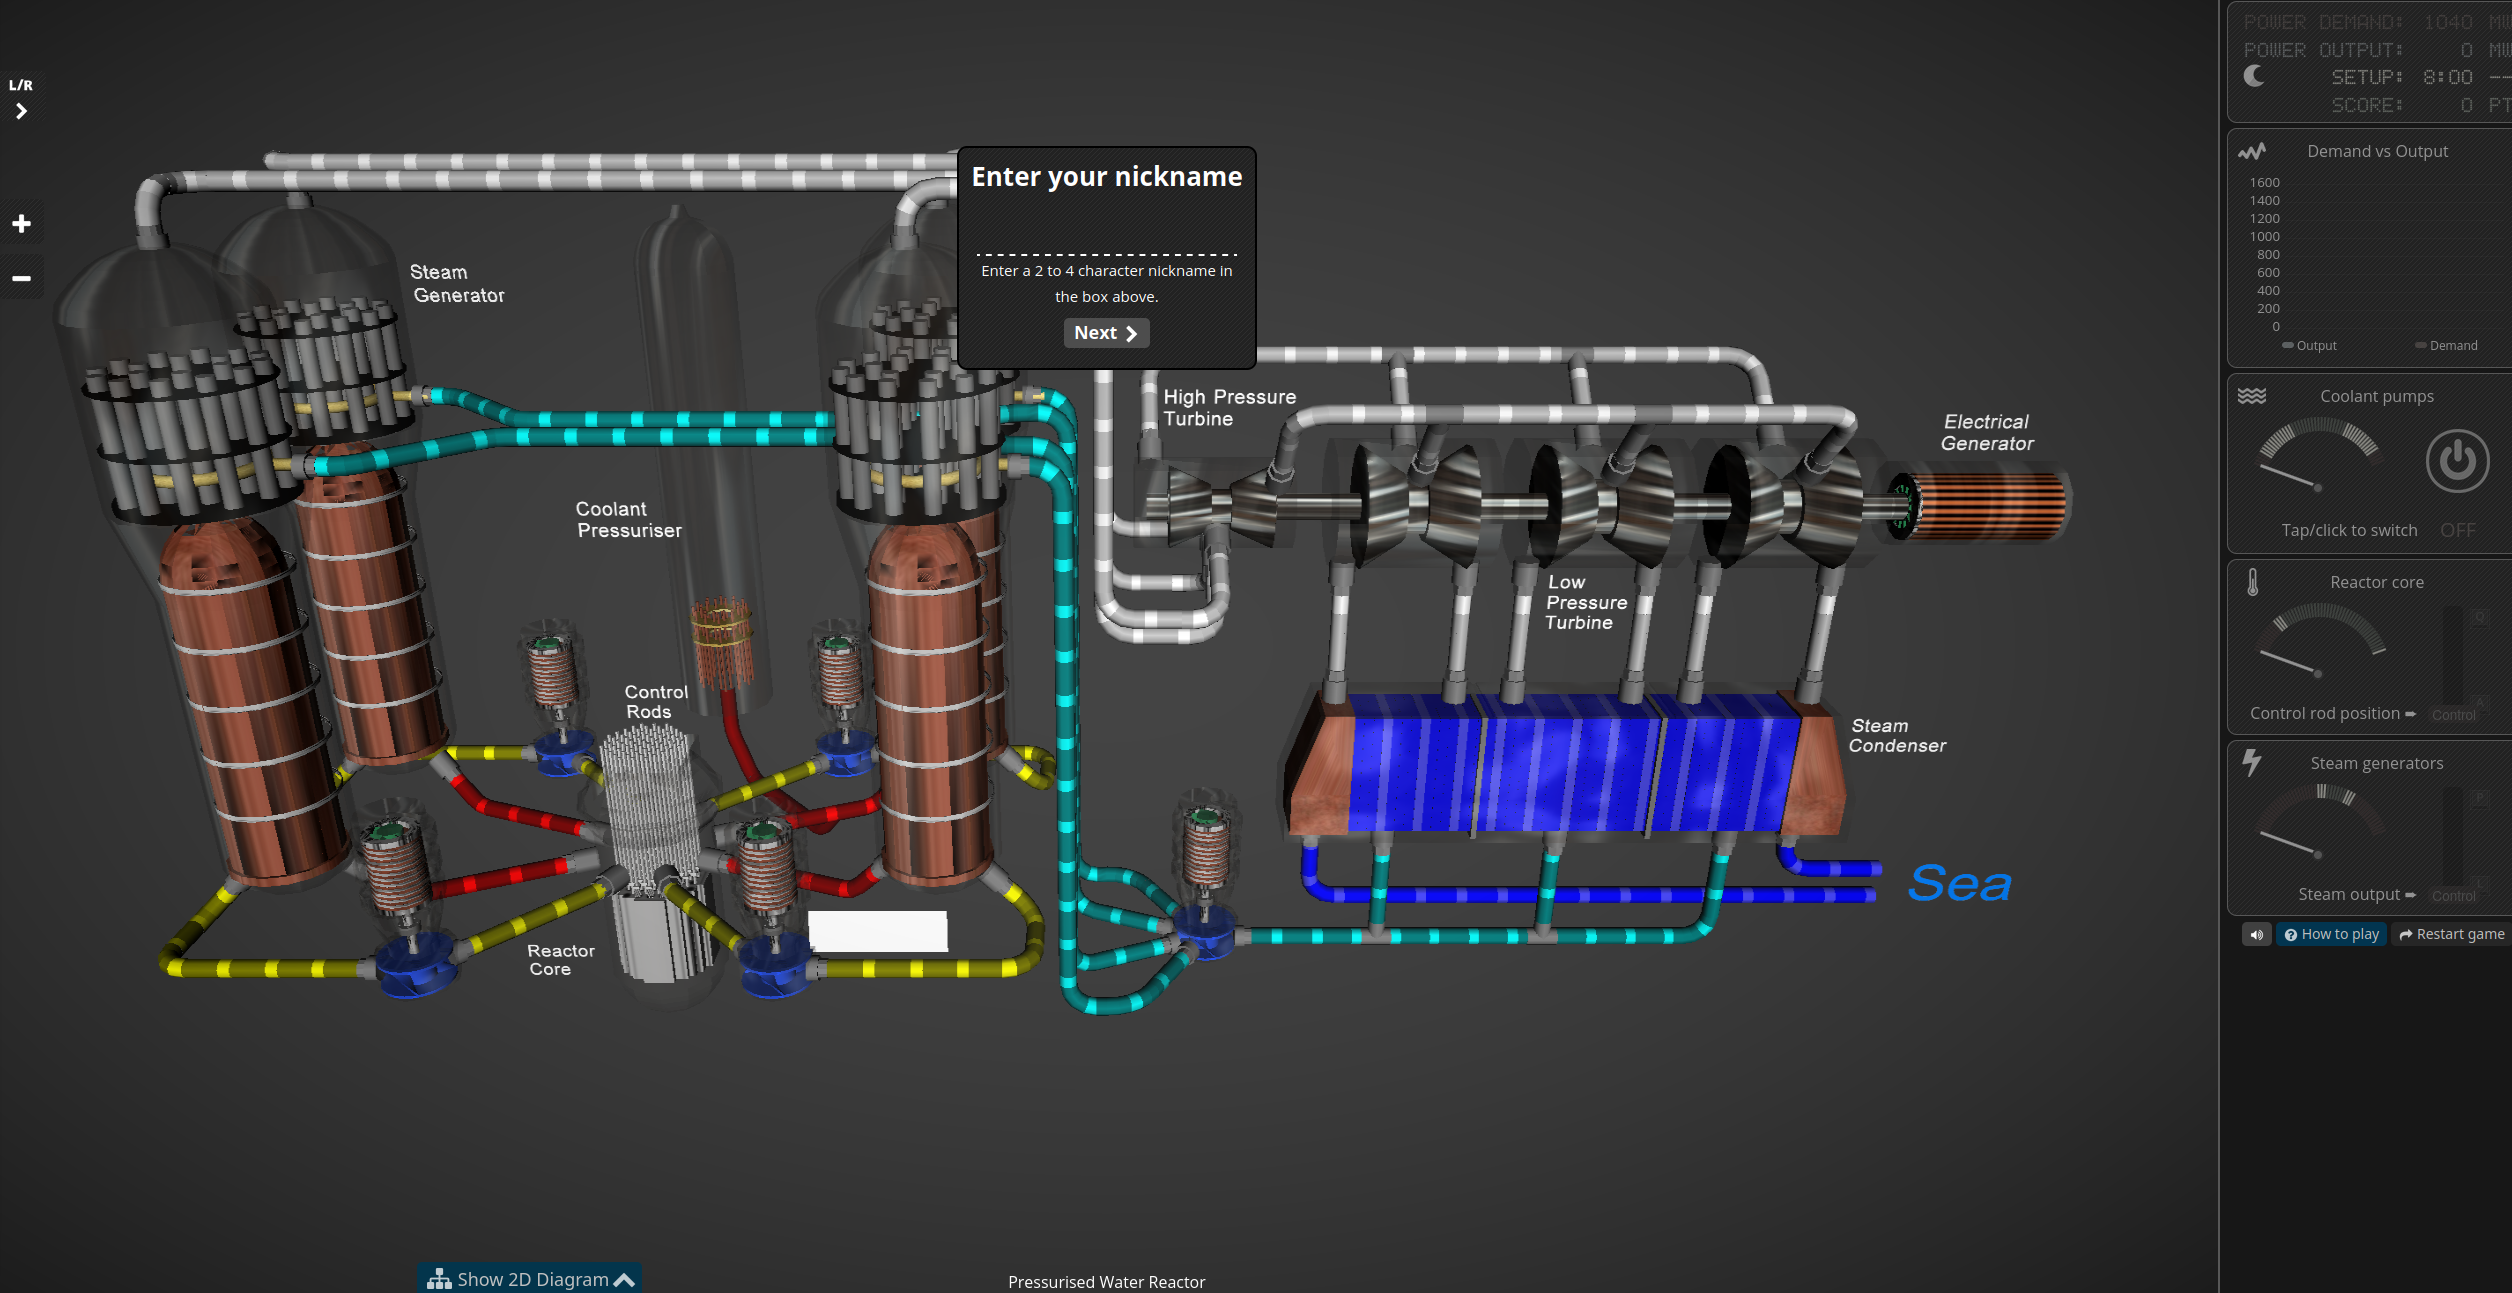 L/R
Enter your nickname
Enter a 2 to 4 character nickname in
the box above.
Next
Steam
Generator
Coolant
Pressuriser
Control
Rods
Reactor
Core
High Pressure
Turbine
Low
Pressure
Turbine
Electrical
Generator
Steam
Condenser
Sea
Show 2D Diagram
Pressurised Water Reactor
POWER DEMAND: 1040 MW
POWER OUTPUT: 0 MW
SETUP: 8:00 --
SCORE: 0 PT
Demand vs Output
1600
1400
1200
1000
800
600
400
200
0
Output Demand
Coolant pumps
Tap/click to switch OFF
Reactor core
Q
A
Control rod position Control
Steam generators
P
L
Steam output Control
How to play
Restart game